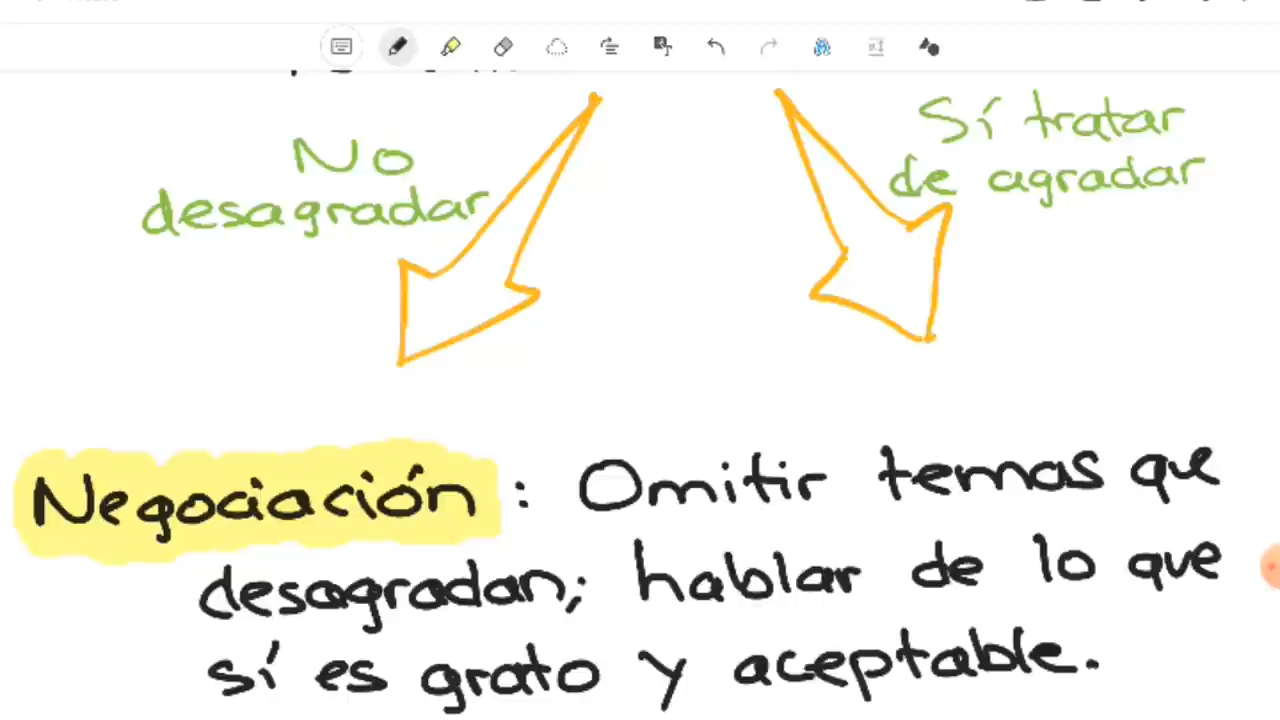 No
desagradar
Sí tratar
de agradar
Negociación: Omitir temas que
desagradan; hablar de lo que
sí es grato y aceptable.